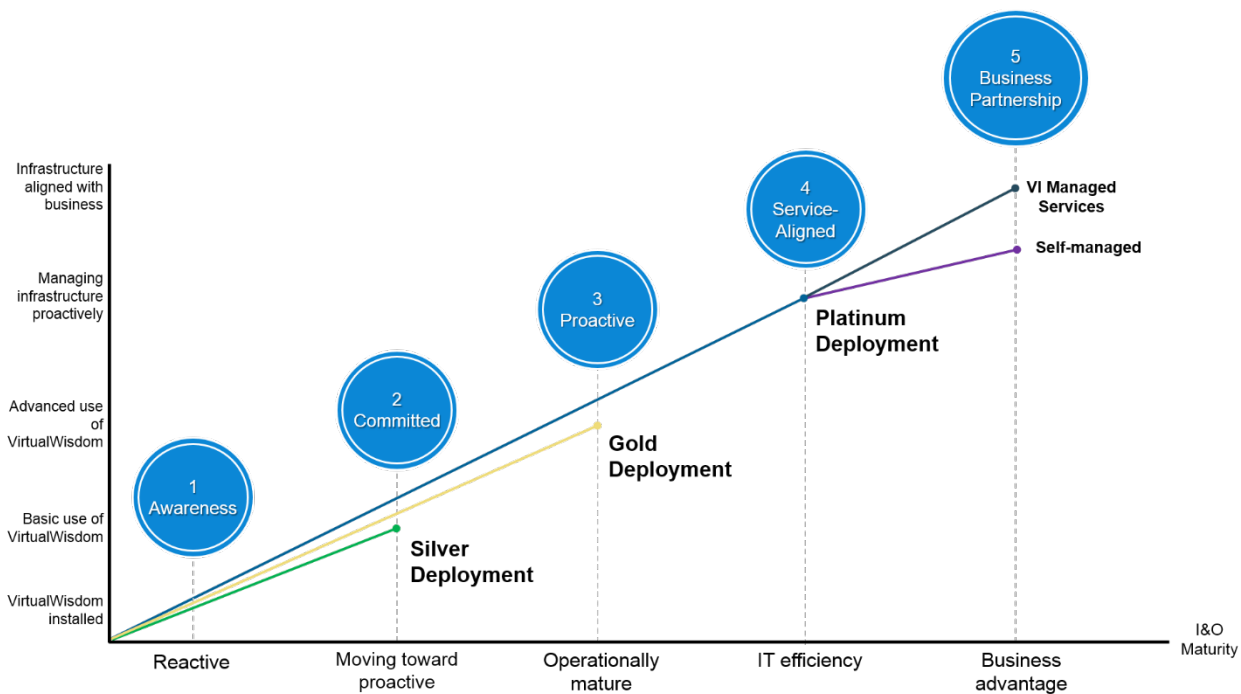 5
Business
Partnership
Infrastructure
aligned with
business
4
Service-
Aligned
VI Managed
Services
Self-managed
Managing
infrastructure
proactively
3
Proactive
Platinum
Deployment
2
Committed
Advanced use
of
VirtualWisdom
Gold
Deployment
1
Awareness
Basic use of
VirtualWisdom
Silver
Deployment
VirtualWisdom
installed
I&O
Maturity
Reactive
Moving toward
proactive
Operationally
mature
IT efficiency
Business
advantage